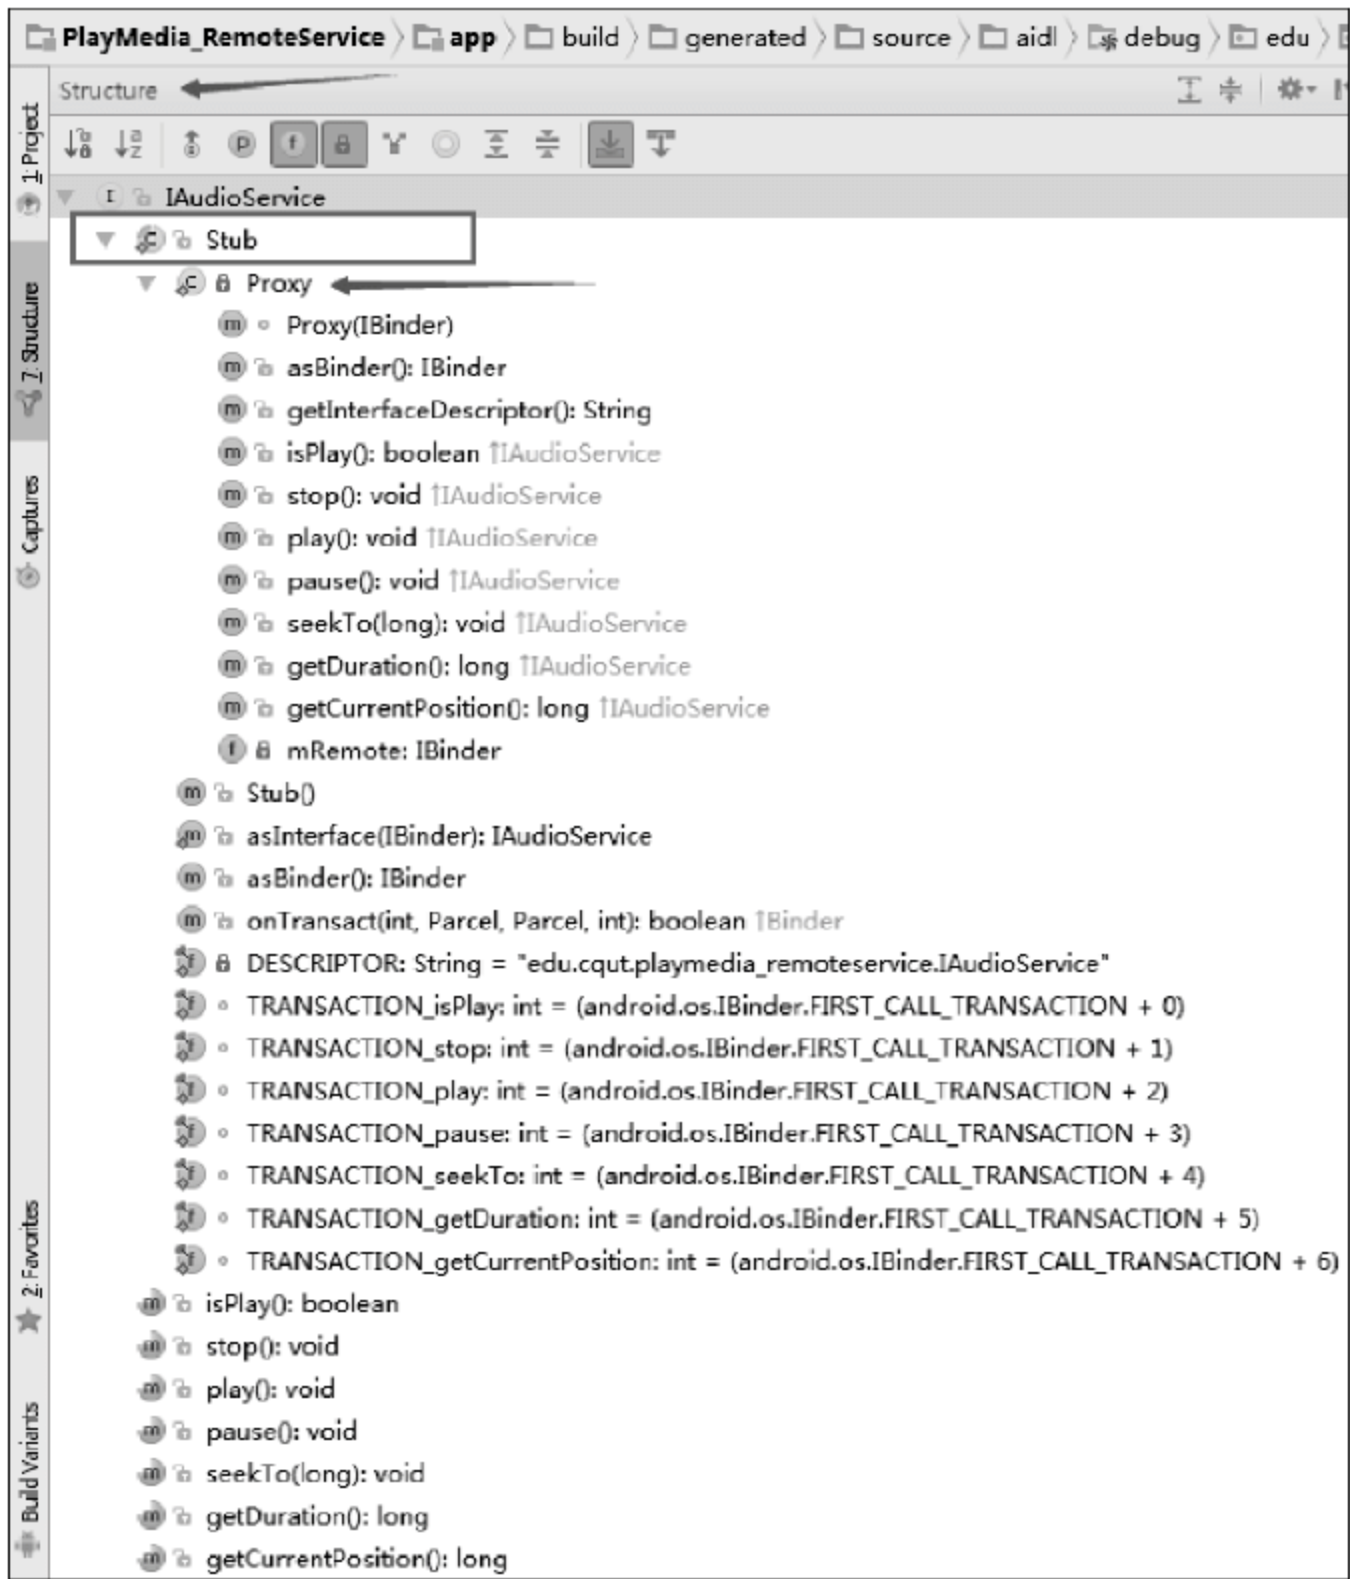 PlayMedia_RemoteService app build generated source aidl debug edu
Structure
1: Project
7: Structure
Captures
2: Favorites
Build Variants
IAudioService
Stub
Proxy
Proxy(IBinder)
asBinder(): IBinder
getInterfaceDescriptor(): String
isPlay(): boolean ↑IAudioService
stop(): void ↑IAudioService
play(): void ↑IAudioService
pause(): void ↑IAudioService
seekTo(long): void ↑IAudioService
getDuration(): long ↑IAudioService
getCurrentPosition(): long ↑IAudioService
mRemote: IBinder
Stub()
asInterface(IBinder): IAudioService
asBinder(): IBinder
onTransact(int, Parcel, Parcel, int): boolean ↑Binder
DESCRIPTOR: String = "edu.cqut.playmedia_remoteservice.IAudioService"
TRANSACTION_isPlay: int = (android.os.IBinder.FIRST_CALL_TRANSACTION + 0)
TRANSACTION_stop: int = (android.os.IBinder.FIRST_CALL_TRANSACTION + 1)
TRANSACTION_play: int = (android.os.IBinder.FIRST_CALL_TRANSACTION + 2)
TRANSACTION_pause: int = (android.os.IBinder.FIRST_CALL_TRANSACTION + 3)
TRANSACTION_seekTo: int = (android.os.IBinder.FIRST_CALL_TRANSACTION + 4)
TRANSACTION_getDuration: int = (android.os.IBinder.FIRST_CALL_TRANSACTION + 5)
TRANSACTION_getCurrentPosition: int = (android.os.IBinder.FIRST_CALL_TRANSACTION + 6)
isPlay(): boolean
stop(): void
play(): void
pause(): void
seekTo(long): void
getDuration(): long
getCurrentPosition(): long